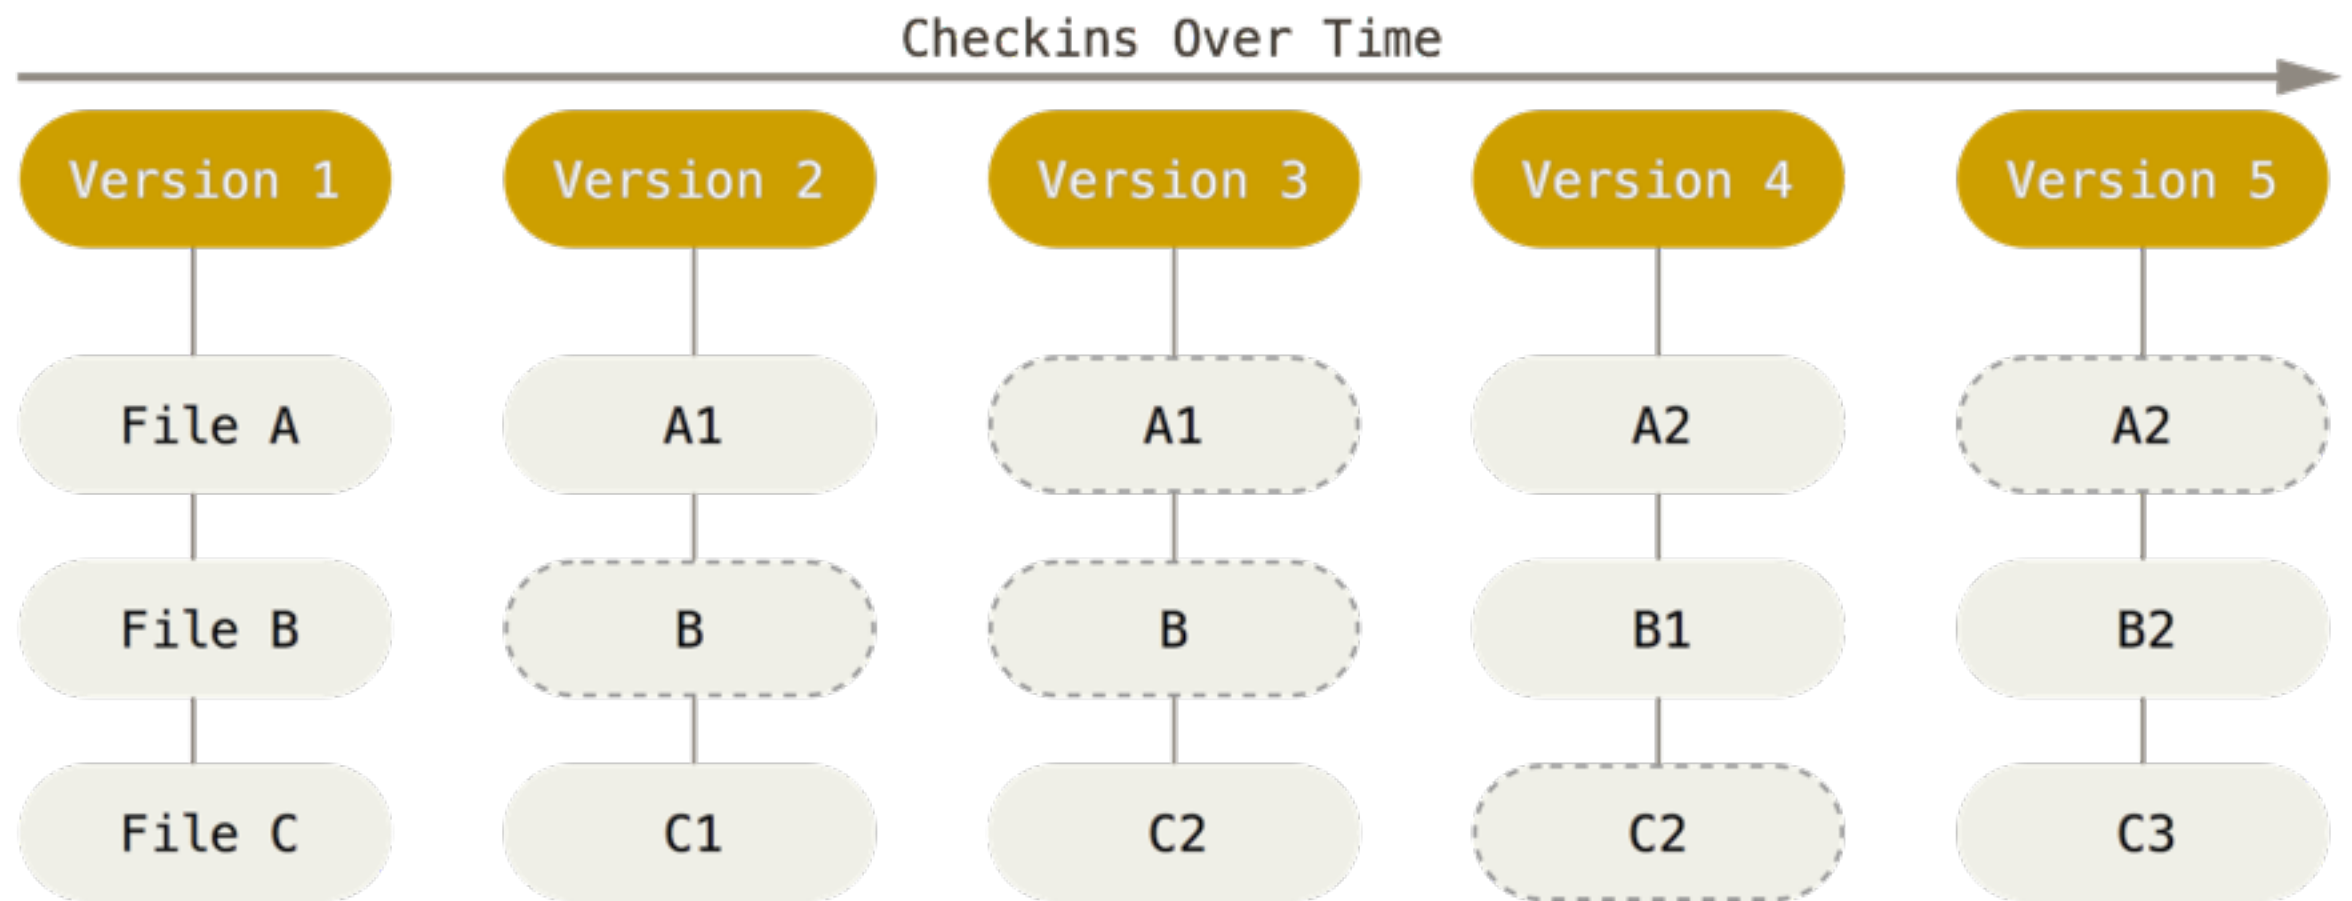 Checkins Over Time
Version 1 Version 2 Version 3 Version 4 Version 5
File A A1 A1 A2 A2
File B B B B1 B2
File C C1 C2 C2 C3